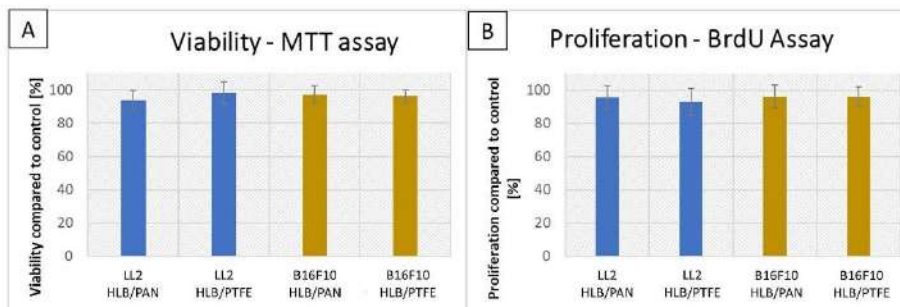 A
Viability - MTT assay
Viability compared to control [%]
100
80
60
40
20
0
LL2
HLB/PAN
LL2
HLB/PTFE
B16F10
HLB/PAN
B16F10
HLB/PTFE
B
Proliferation - BrdU Assay
Proliferation compared to control
[%]
100
80
60
40
20
0
LL2
HLB/PAN
LL2
HLB/PTFE
B16F10
HLB/PAN
B16F10
HLB/PTFE